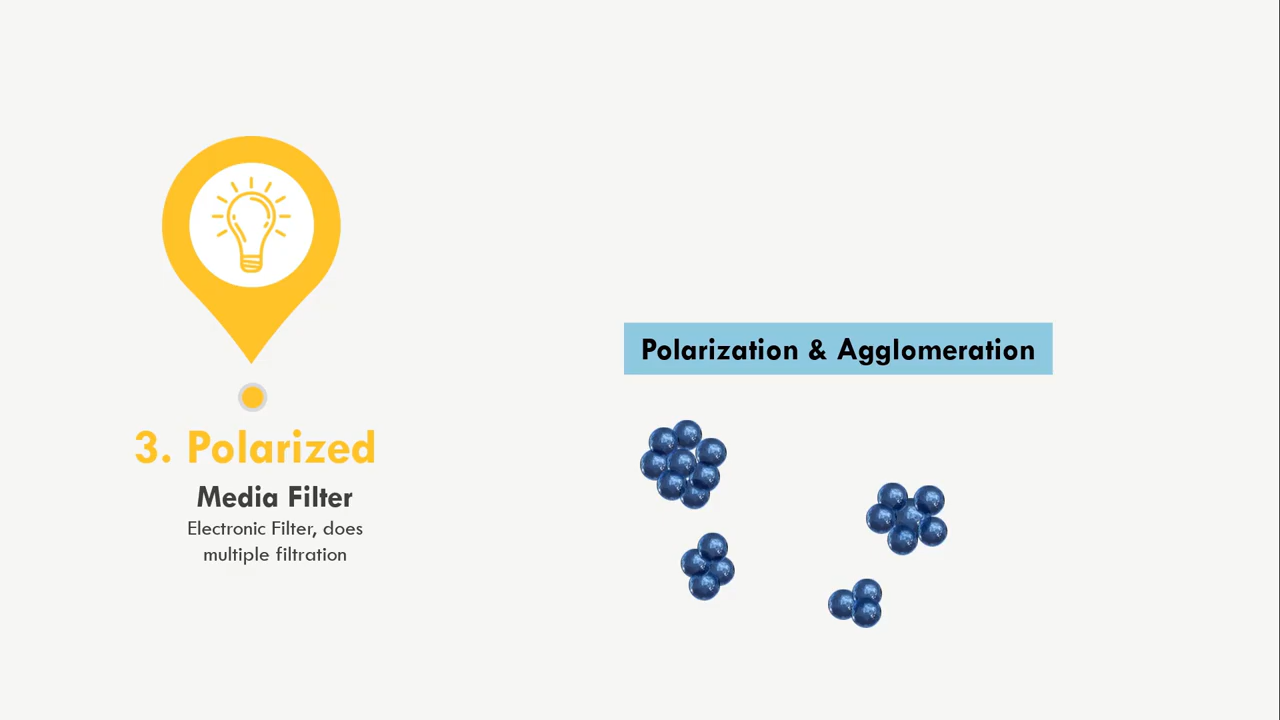 3. Polarized
Media Filter
Electronic Filter, does
multiple filtration
Polarization & Agglomeration